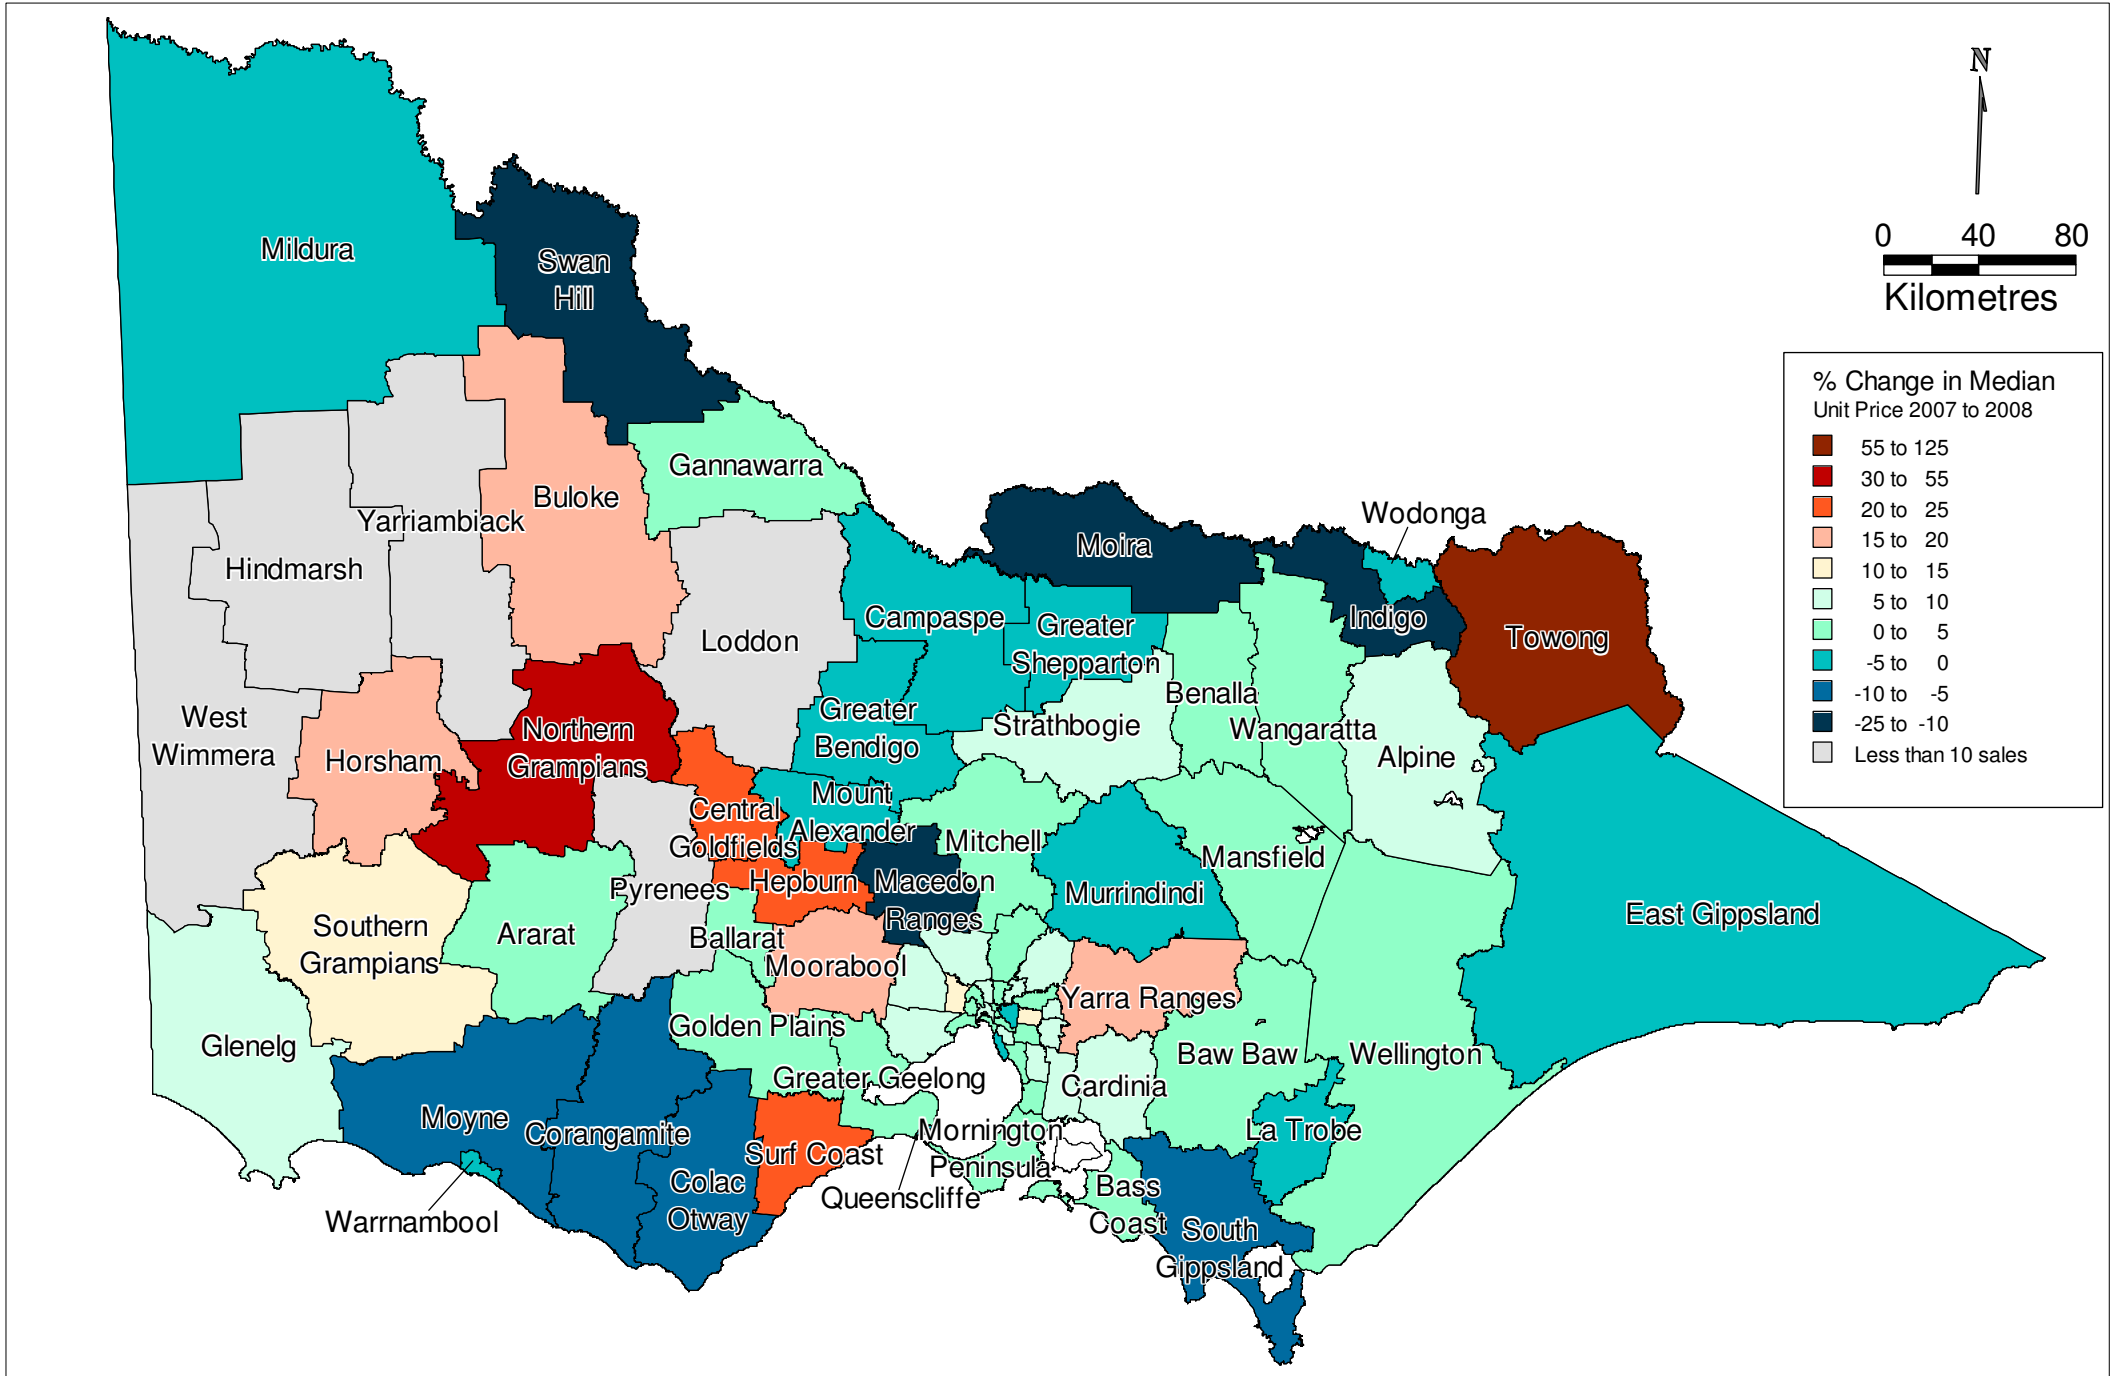 N
0 40 80
Kilometres
% Change in Median
Unit Price 2007 to 2008
55 to 125
30 to 55
20 to 25
15 to 20
10 to 15
5 to 10
0 to 5
-5 to 0
-10 to -5
-25 to -10
Less than 10 sales
Mildura
Swan
Hill
Gannawarra
Buluke
Yarriambiack
Hindmarsh
Wodonga
Moira
Indigo
Towong
Campaspe
Greater
Shepparton
Loddon
Benalla
Wangaratta
Strathbogie
Alpine
West
Wimmera
Horsham
Northern
Grampians
Greater
Bendigo
Mount
Alexander
Central
Goldfields
Mitchell
Mansfield
Hepburn
Macedon
Ranges
Pyrenees
Murrindindi
East Gippsland
Southern
Grampians
Ararat
Ballarat
Moorabool
Yarra Ranges
Golden Plains
Glenelg
Baw Baw
Wellington
Greater Geelong
Cardinia
Moyne
Corangamite
Mornington
Peninsula
La Trobe
Surf Coast
Colac
Otway
Queenscliffe
Bass
Coast
Warrnambool
South
Gippsland